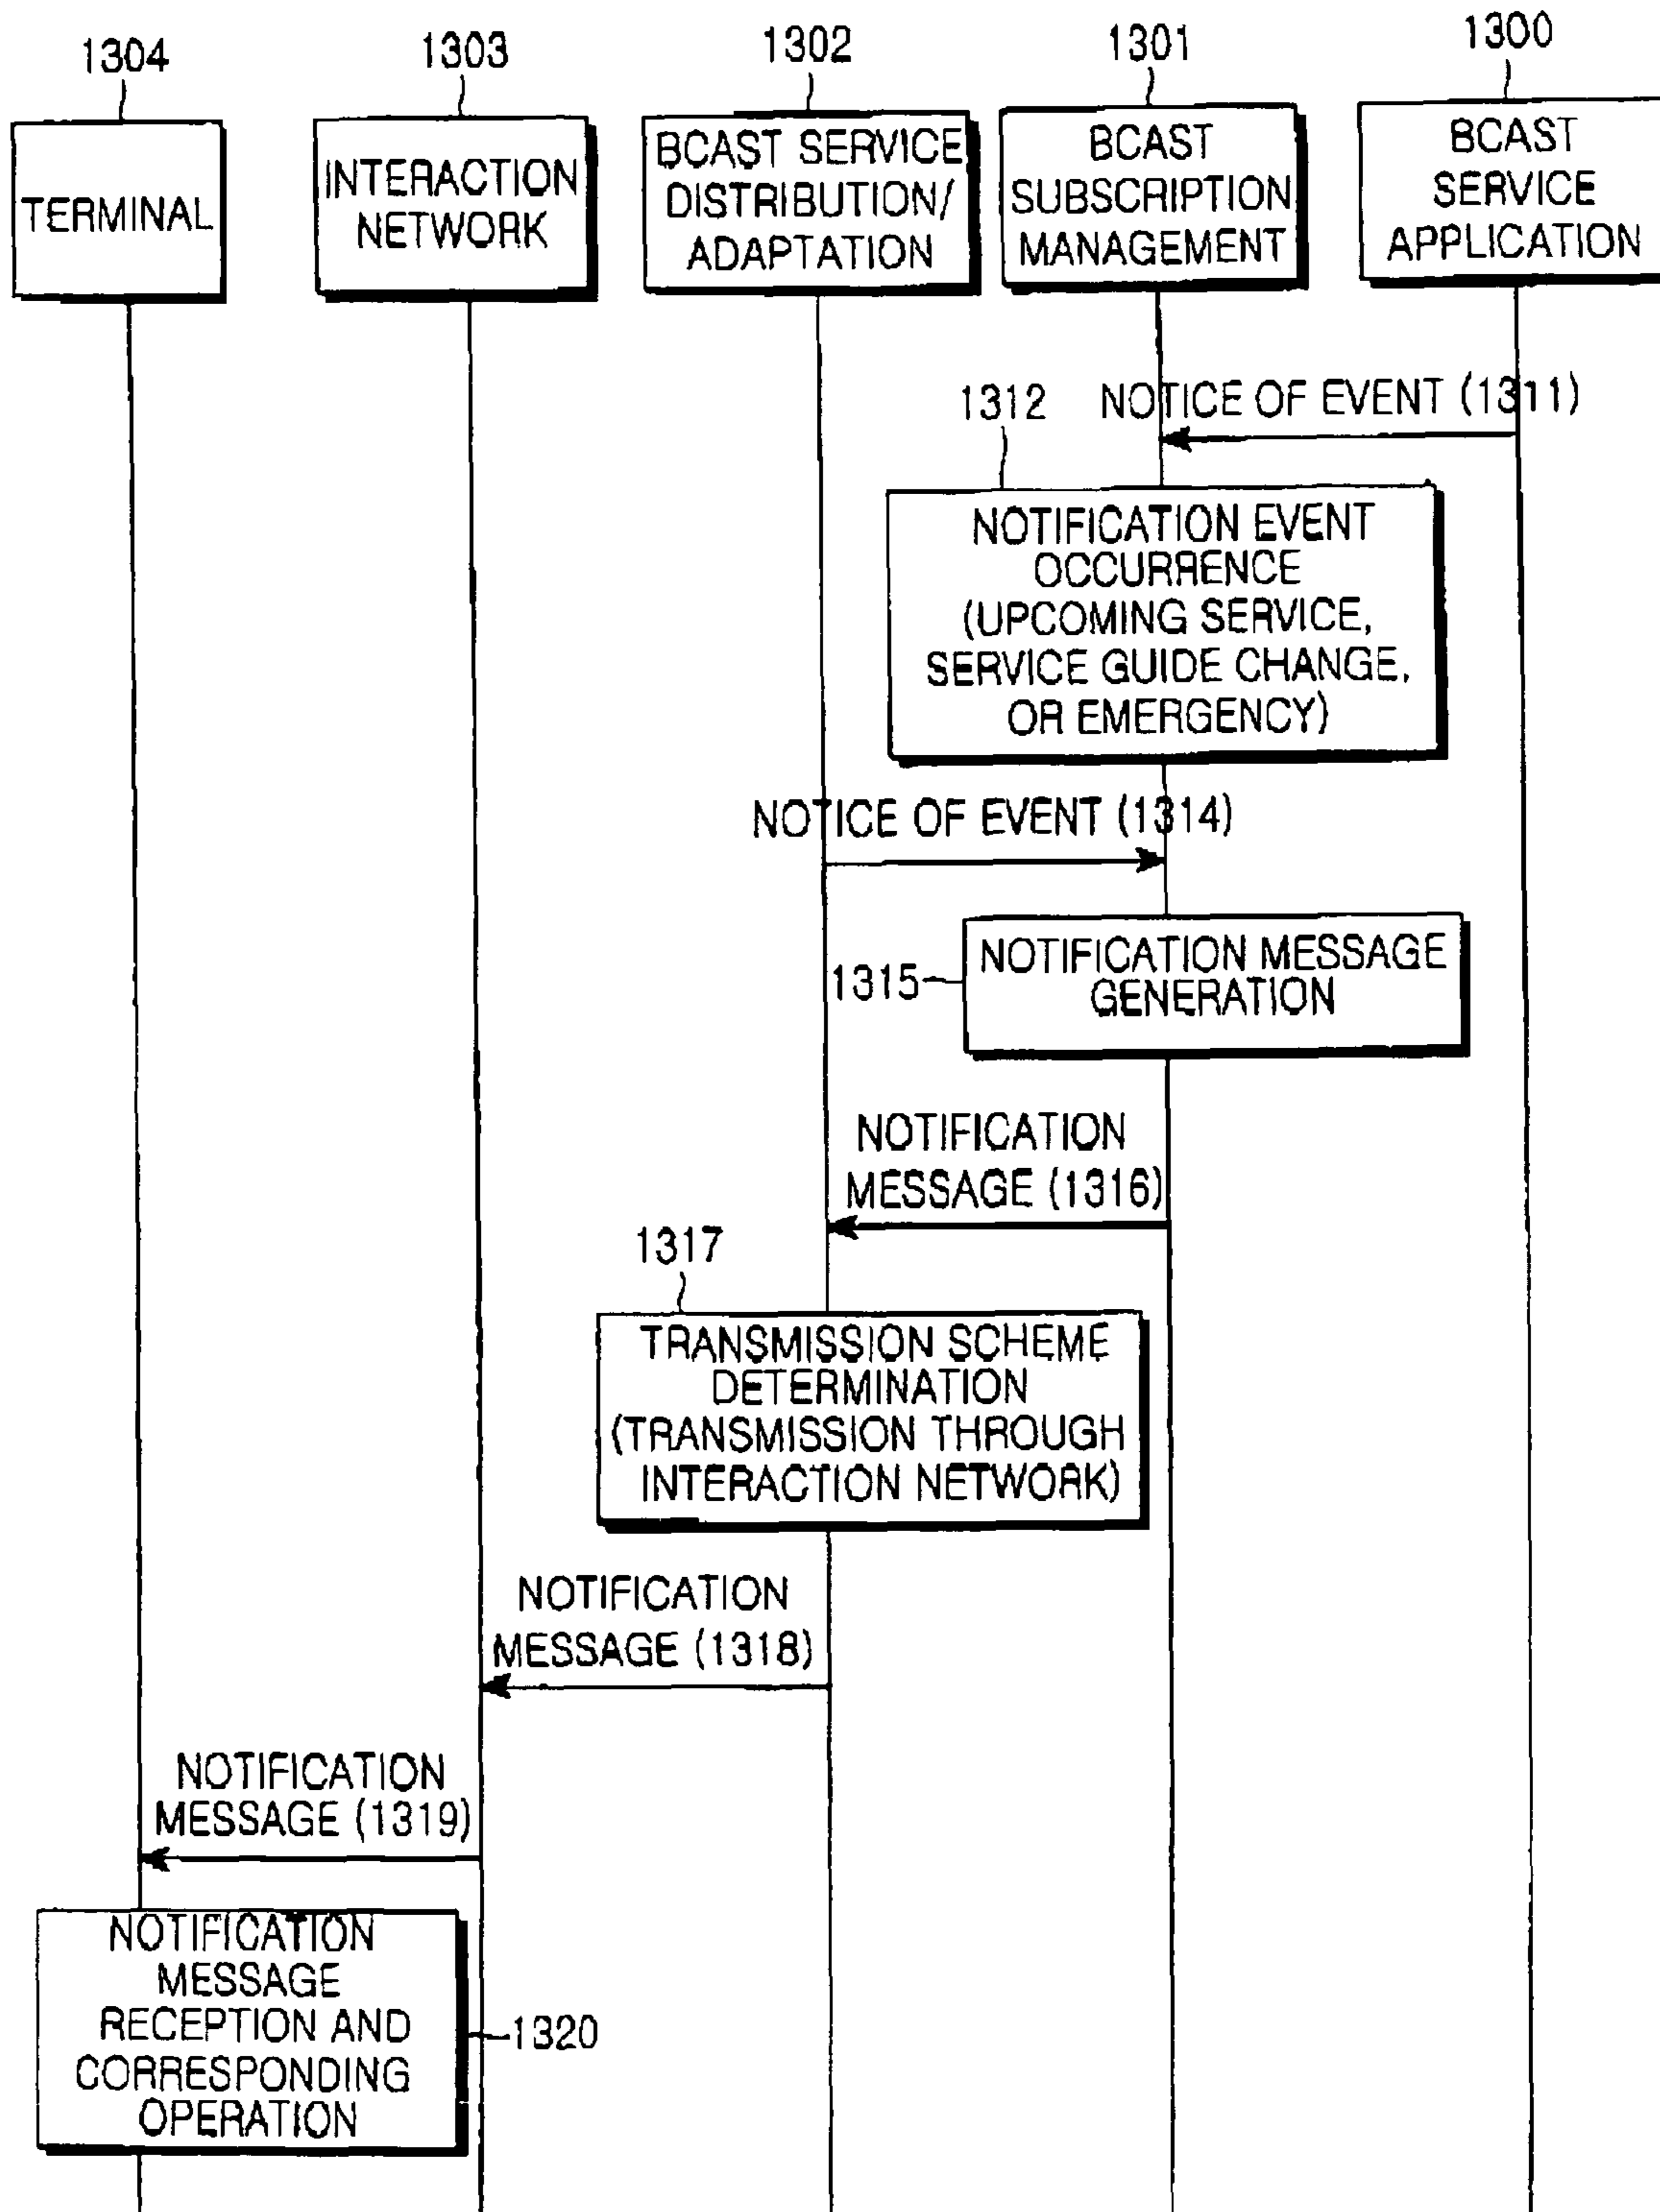 1304
1303
1302
1301
1300
TERMINAL
INTERACTION
NETWORK
BCAST SERVICE
DISTRIBUTION/
ADAPTATION
BCAST
SUBSCRIPTION
MANAGEMENT
BCAST
SERVICE
APPLICATION
1312
NOTICE OF EVENT (1311)
NOTIFICATION EVENT
OCCURRENCE
(UPCOMING SERVICE,
SERVICE GUIDE CHANGE,
OR EMERGENCY)
NOTICE OF EVENT (1314)
1315
NOTIFICATION MESSAGE
GENERATION
NOTIFICATION
MESSAGE (1316)
1317
TRANSMISSION SCHEME
DETERMINATION
(TRANSMISSION THROUGH
INTERACTION NETWORK)
NOTIFICATION
MESSAGE (1318)
NOTIFICATION
MESSAGE (1319)
NOTIFICATION
MESSAGE
RECEPTION AND
CORRESPONDING
OPERATION
1320